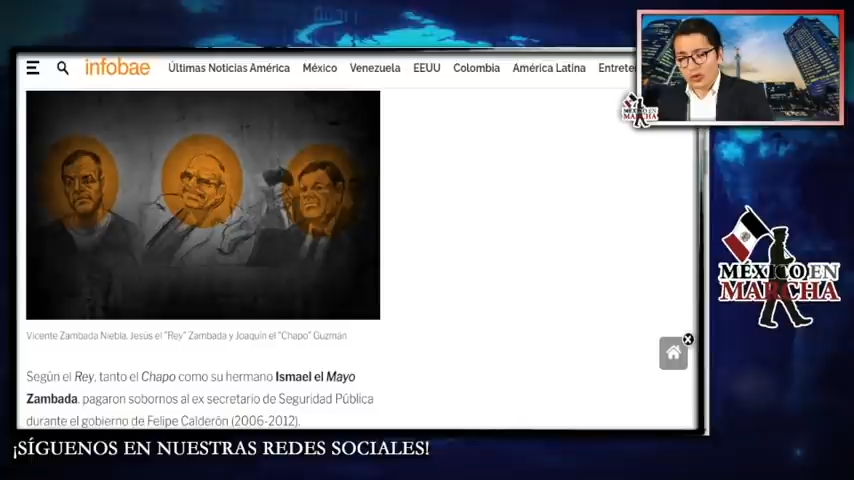 infobae Últimas Noticias América México Venezuela EEUU Colombia América Latina Entrete
MÉXICO EN
MARCHA
Vicente Zambada Niebla, Jesús el "Rey" Zambada y Joaquín el "Chapo" Guzmán
MÉXICO EN
MARCHA
Según el Rey, tanto el Chapo como su hermano Ismael el Mayo
Zambada, pagaron sobornos al ex secretario de Seguridad Pública
durante el gobierno de Felipe Calderón (2006-2012).
¡SÍGUENOS EN NUESTRAS REDES SOCIALES!